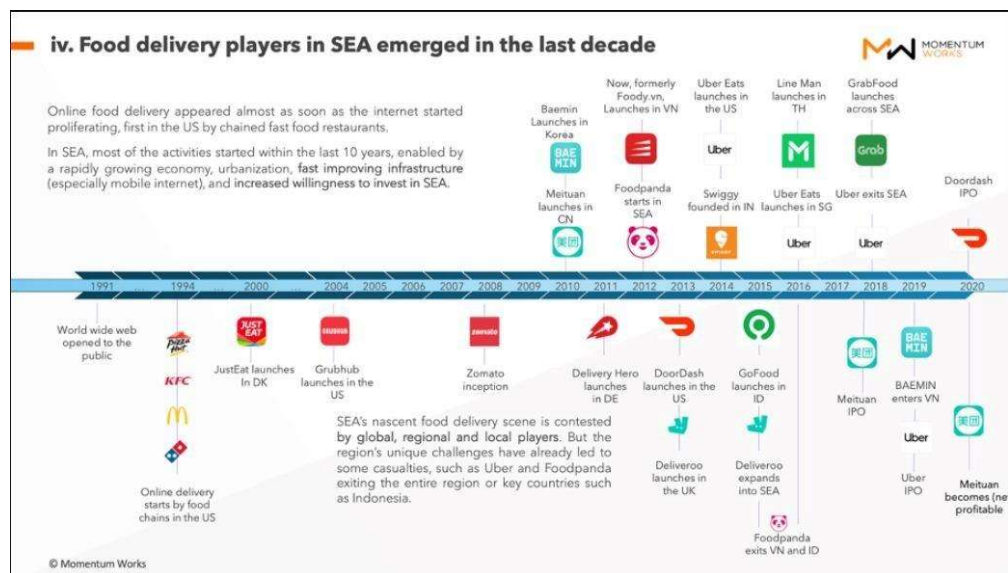 iv. Food delivery players in SEA emerged in the last decade
MOMENTUM
WORKS
Online food delivery appeared almost as soon as the internet started
proliferating, first in the US by chained fast food restaurants.
In SEA, most of the activities started within the last 10 years, enabled by
a rapidly growing economy, urbanization, fast improving infrastructure
(especially mobile internet), and increased willingness to invest in SEA.
Baemin
Launches in
Korea
BAE
MIN
Meituan
launches in
CN
美团
Now, formerly
Foody.vn,
Launches in VN
Foodpanda
starts in
SEA
Uber Eats
launches in
the US
Uber
Swiggy
founded in IN
SWIGGY
Line Man
launches in
TH
M
Uber Eats
launches in SG
Uber
GrabFood
launches
across SEA
Grab
Uber exits SEA
Uber
Doordash
IPO
1991 ... 1994 ... 2000 ... 2004 2005 2006 2007 2008 2009 2010 2011 2012 2013 2014 2015 2016 2017 2018 2019 2020
World wide web
opened to the
public
Pizza
Hut
KFC
Online delivery
starts by food
chains in the US
JUST
EAT
JustEat launches
In DK
GRUBHUB
Grubhub
launches in the
US
zomato
Zomato
inception
Delivery Hero
launches
in DE
DoorDash
launches in the
US
Deliveroo
launches in
the UK
GoFood
launches in
ID
Deliveroo
expands
into SEA
Foodpanda
exits VN and ID
美团
Meituan
IPO
BAE
MIN
BAEMIN
enters VN
Uber
Uber
IPO
美团
Meituan
becomes (ne
profitable
SEA's nascent food delivery scene is contested
by global, regional and local players. But the
region's unique challenges have already led to
some casualties, such as Uber and Foodpanda
exiting the entire region or key countries such
as Indonesia.
© Momentum Works